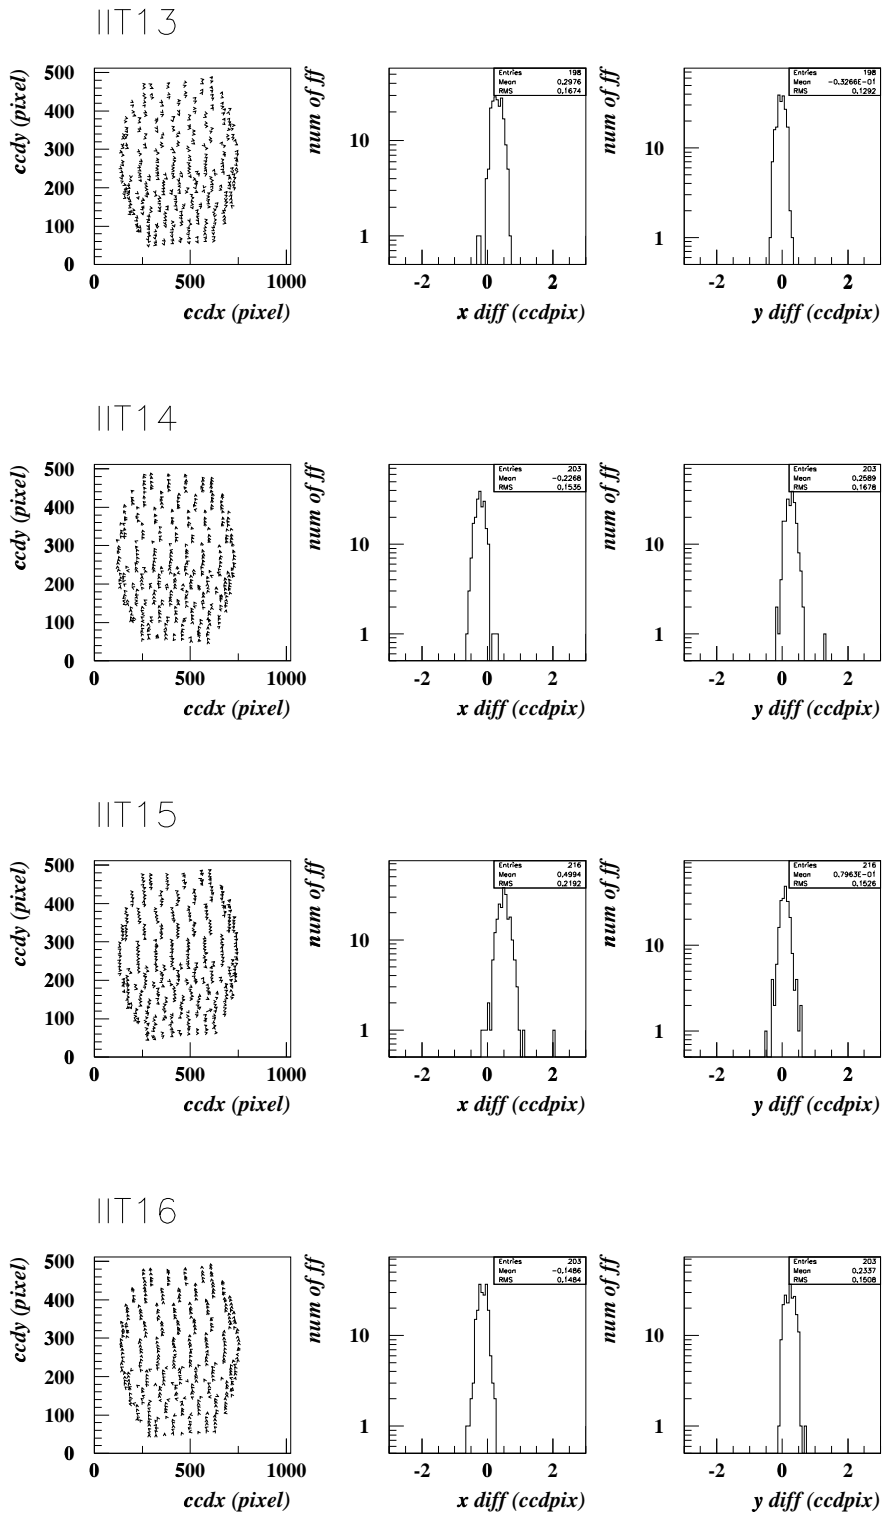 IIT13
ccdy (pixel)
500
400
300
200
100
0
0 500 1000
ccdx (pixel)
num of ff
10
1
-2 0 2
x diff (ccdpix)
Entries 198
Mean 0.2976
RMS 0.1674
num of ff
10
1
-2 0 2
y diff (ccdpix)
Entries 198
Mean -0.3266E-01
RMS 0.1292
IIT14
ccdy (pixel)
500
400
300
200
100
0
0 500 1000
ccdx (pixel)
num of ff
10
1
-2 0 2
x diff (ccdpix)
Entries 203
Mean -0.2268
RMS 0.1535
num of ff
10
1
-2 0 2
y diff (ccdpix)
Entries 203
Mean 0.2589
RMS 0.1678
IIT15
ccdy (pixel)
500
400
300
200
100
0
0 500 1000
ccdx (pixel)
num of ff
10
1
-2 0 2
x diff (ccdpix)
Entries 216
Mean 0.4994
RMS 0.2192
num of ff
10
1
-2 0 2
y diff (ccdpix)
Entries 216
Mean 0.7963E-01
RMS 0.1526
IIT16
ccdy (pixel)
500
400
300
200
100
0
0 500 1000
ccdx (pixel)
num of ff
10
1
-2 0 2
x diff (ccdpix)
Entries 203
Mean -0.1486
RMS 0.1484
num of ff
10
1
-2 0 2
y diff (ccdpix)
Entries 203
Mean 0.2337
RMS 0.1508